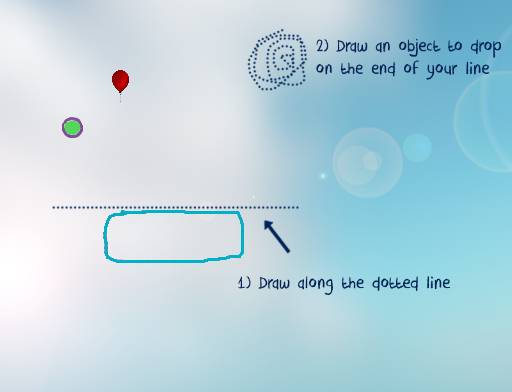 2) Draw an object to drop
on the end of your line
1) Draw along the dotted line